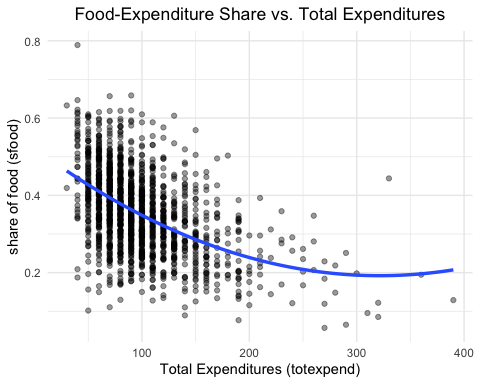 Food-Expenditure Share vs. Total Expenditures
share of food (sfood)
0.8
0.6
0.4
0.2
100
200
300
400
Total Expenditures (totexpend)